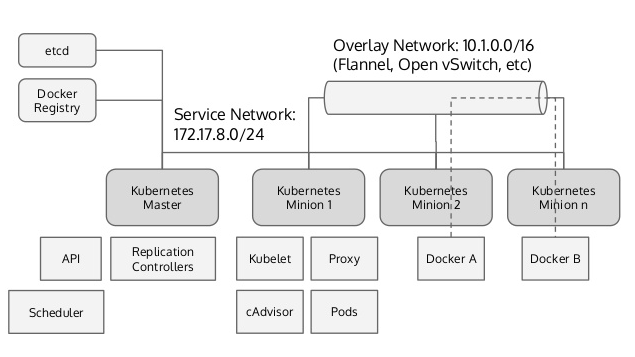 etcd
Docker
Registry
Overlay Network: 10.1.0.0/16
(Flannel, Open vSwitch, etc)
Service Network:
172.17.8.0/24
Kubernetes
Master
Kubernetes
Minion 1
Kubernetes
Minion 2
Kubernetes
Minion n
API
Replication
Controllers
Kubelet
Proxy
Docker A
Docker B
Scheduler
cAdvisor
Pods